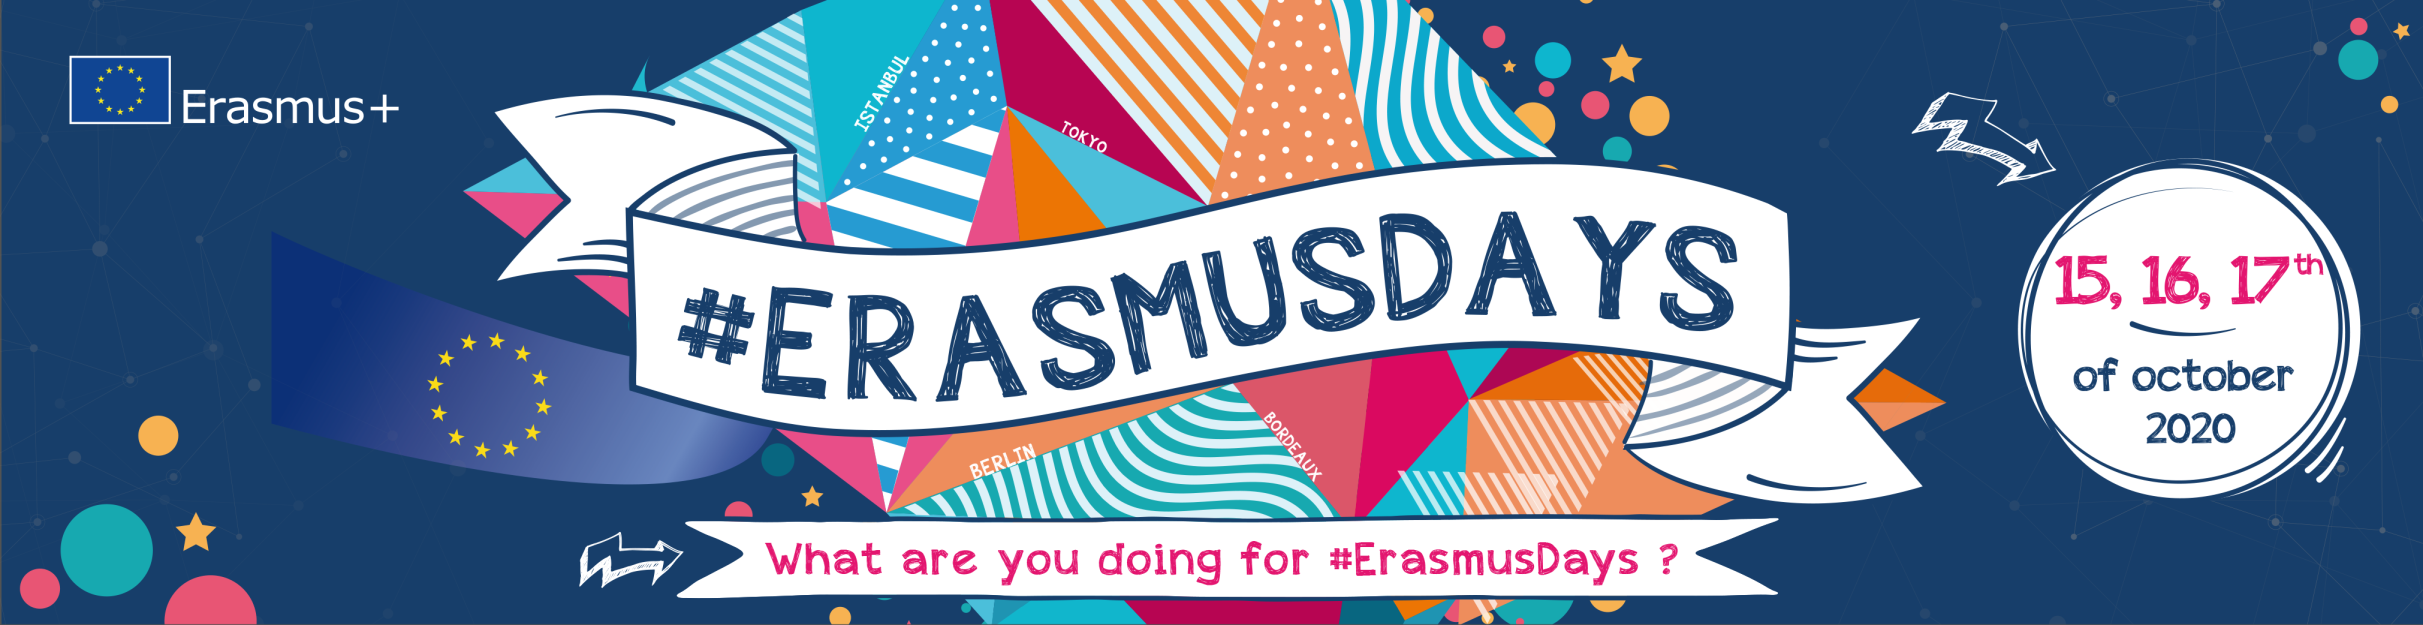 Erasmus+
ISTANBUL
TOKYO
#ERASMUSDAYS
15, 16, 17th
of october
2020
BERLIN
BORDEAUX
What are you doing for #ErasmusDays ?